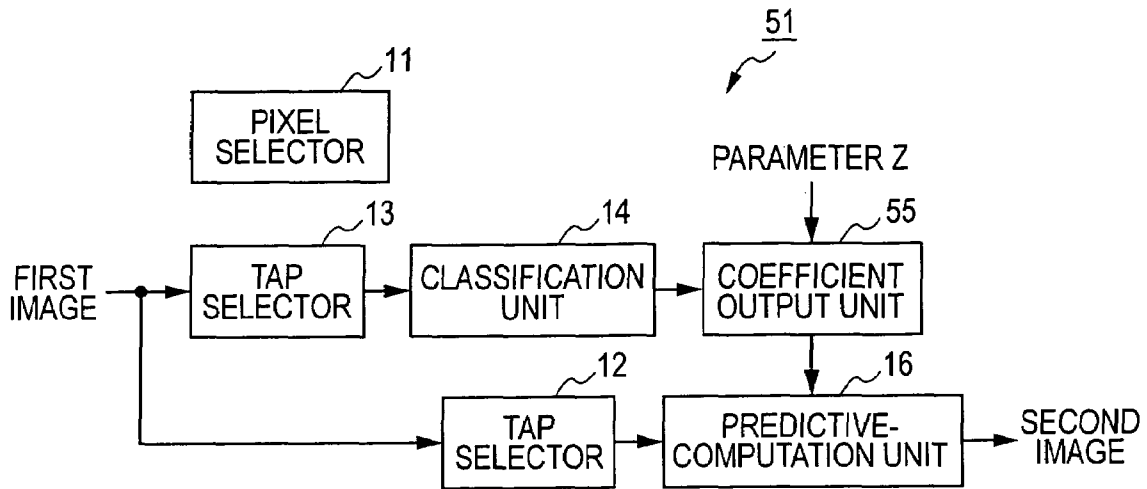 51
11
PIXEL
SELECTOR
PARAMETER Z
13
14
55
FIRST
IMAGE
TAP
SELECTOR
CLASSIFICATION
UNIT
COEFFICIENT
OUTPUT UNIT
12
16
TAP
SELECTOR
PREDICTIVE-
COMPUTATION UNIT
SECOND
IMAGE